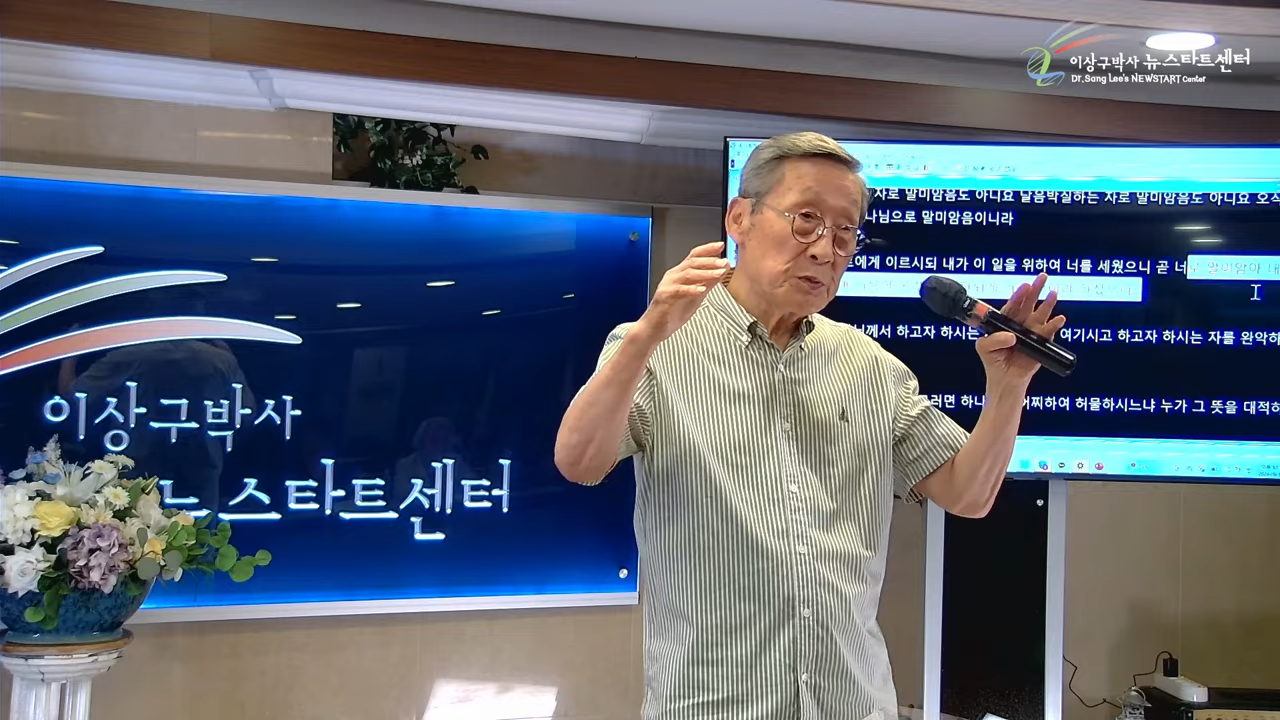 이상구박사 뉴스타트센터
Dr. Sang Lee's NEWSTART Center
자로 말미암음도 아니요 달음박질하는 자로 말미암음도 아니요 오직
나님으로 말미암음이니라
에게 이르시되 내가 이 일을 위하여 너를 세웠으니 곧 너로 말미암아 내
께서 하고자 하시는 여기시고 하고자 하시는 자를 완악하
러면 하나 어찌하여 허물하시느냐 누가 그 뜻을 대적하
이상구박사
뉴스타트센터